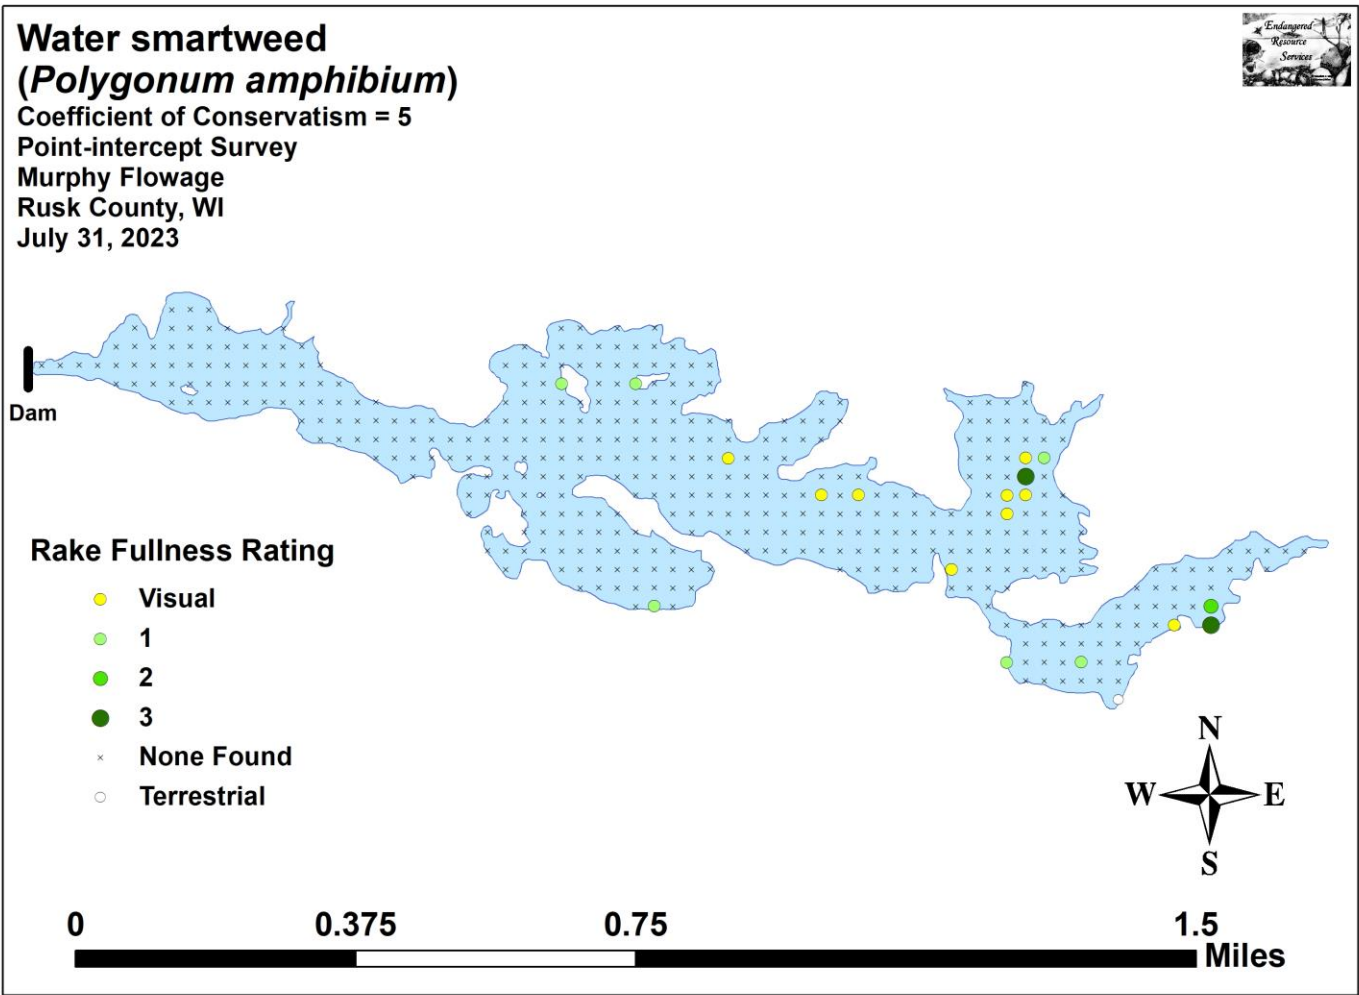 Water smartweed
(Polygonum amphibium)
Coefficient of Conservatism = 5
Point-intercept Survey
Murphy Flowage
Rusk County, WI
July 31, 2023
Endangered
Resource
Services
Dam
Rake Fullness Rating
Visual
1
2
3
None Found
Terrestrial
N
W E
S
0 0.375 0.75 1.5
Miles